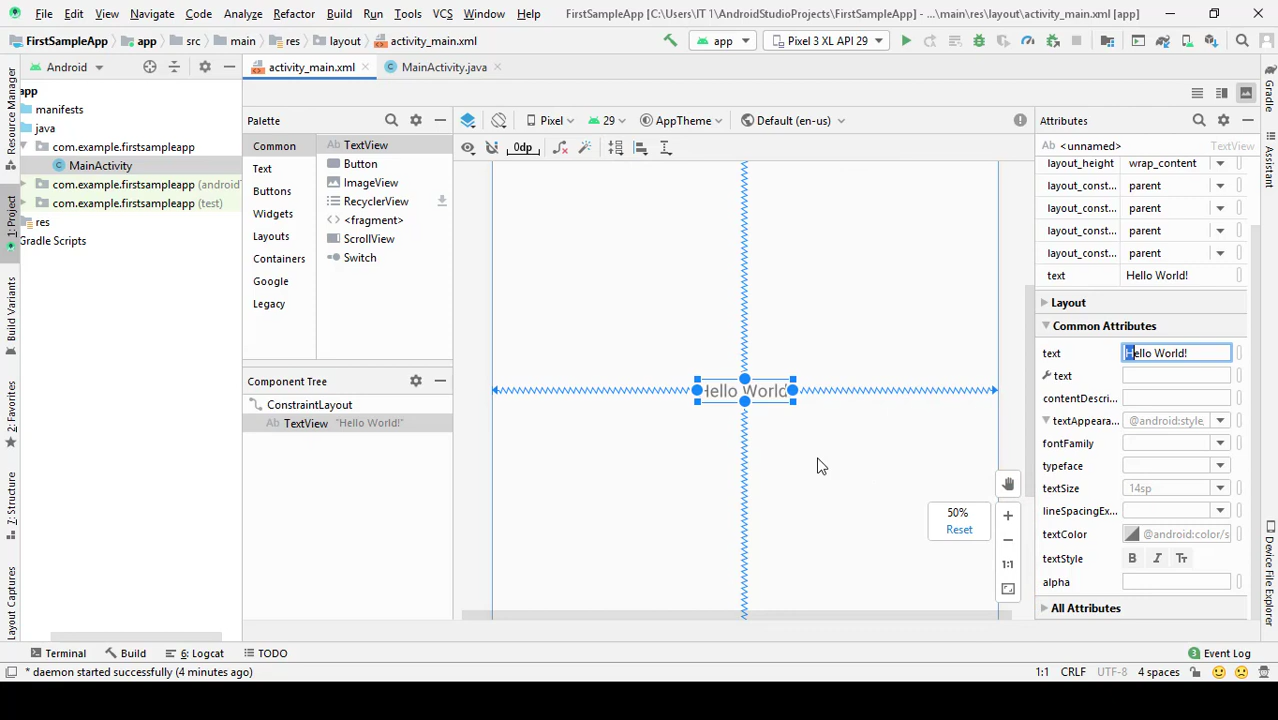 File Edit View Navigate Code Analyze Refactor Build Run Tools VCS Window Help FirstSampleApp [C:\Users\IT 1\AndroidStudioProjects\FirstSampleApp] - ...\main\res\layout\activity_main.xml [app]
FirstSampleApp app src main res layout activity_main.xml app Pixel 3 XL API 29
Android activity_main.xml MainActivity.java
Resource Manager
1: Project
Build Variants
2: Favorites
7: Structure
Layout Captures
app
manifests
java
com.example.firstsampleapp
MainActivity
com.example.firstsampleapp (android
com.example.firstsampleapp (test)
res
Gradle Scripts
Palette
Common
Text
Buttons
Widgets
Layouts
Containers
Google
Legacy
Ab TextView
Button
ImageView
RecyclerView
<fragment>
ScrollView
Switch
Component Tree
ConstraintLayout
Ab TextView "Hello World!"
Pixel 29 AppTheme Default (en-us)
0dp
Hello World
50%
Reset
1:1
Attributes
Ab <unnamed> TextView
layout_height wrap_content
layout_const... parent
layout_const... parent
layout_const... parent
layout_const... parent
text Hello World!
Layout
Common Attributes
text Hello World!
text
contentDescri...
textAppeara... @android:style,
fontFamily
typeface
textSize 14sp
lineSpacingEx...
textColor @android:color/s
textStyle B I Tт
alpha
All Attributes
Gradle
Assistant
Device File Explorer
Terminal Build 6: Logcat TODO 3 Event Log
* daemon started successfully (4 minutes ago) 1:1 CRLF UTF-8 4 spaces